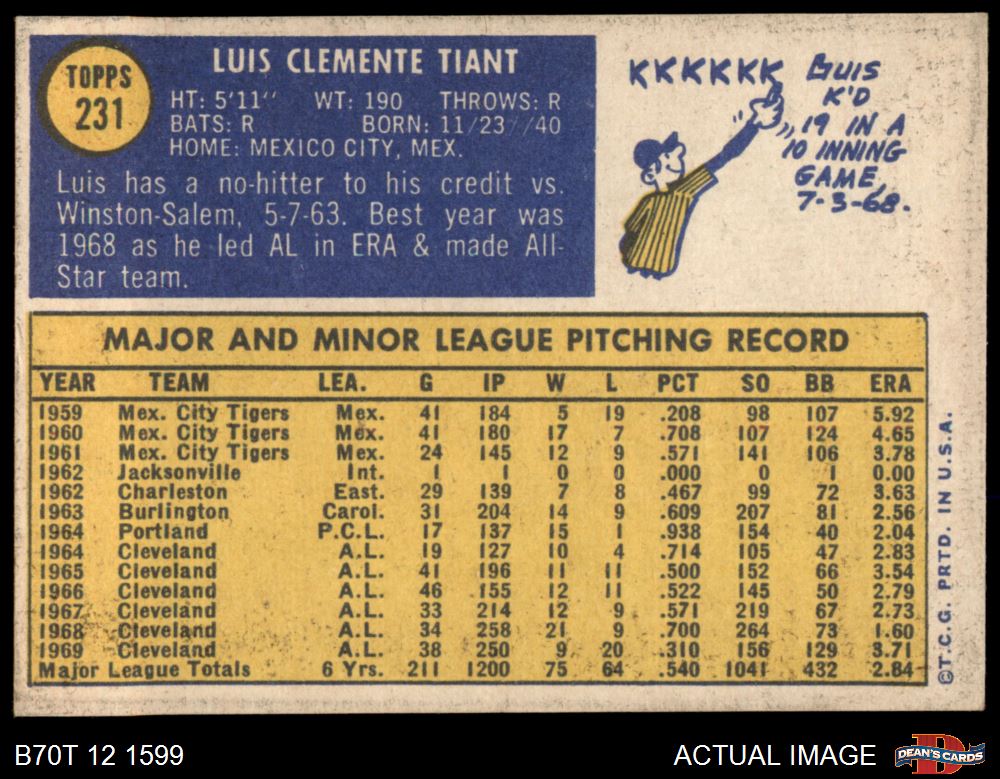 TOPPS
231
LUIS CLEMENTE TIANT
HT: 5'11" WT: 190 THROWS: R
BATS: R BORN: 11/23/40
HOME: MEXICO CITY, MEX.
Luis has a no-hitter to his credit vs.
Winston-Salem, 5-7-63. Best year was
1968 as he led AL in ERA & made All-
Star team.
KKKKKK
LUIS
K'D
19 IN A
10 INNING
GAME,
7-3-68.
MAJOR AND MINOR LEAGUE PITCHING RECORD
YEAR TEAM LEA. G IP W L PCT SO BB ERA
1959 Mex. City Tigers Mex. 41 184 5 19 .208 98 107 5.92
1960 Mex. City Tigers Mex. 41 180 17 7 .708 107 124 4.65
1961 Mex. City Tigers Mex. 24 145 12 9 .571 141 106 3.78
1962 Jacksonville Int. 1 1 0 0 .000 0 1 0.00
1962 Charleston East. 29 139 7 8 .467 99 72 3.63
1963 Burlington Carol. 31 204 14 9 .609 207 81 2.56
1964 Portland P.C.L. 17 137 15 1 .938 154 40 2.04
1964 Cleveland A.L. 19 127 10 4 .714 105 47 2.83
1965 Cleveland A.L. 41 196 11 11 .500 152 66 3.54
1966 Cleveland A.L. 46 155 12 11 .522 145 50 2.79
1967 Cleveland A.L. 33 214 12 9 .571 219 67 2.73
1968 Cleveland A.L. 34 258 21 9 .700 264 73 1.60
1969 Cleveland A.L. 38 250 9 20 .310 156 129 3.71
Major League Totals 6 Yrs. 211 1200 75 64 .540 1041 432 2.84
©T.C.G. PRTD. IN U.S.A.
B70T 12 1599
ACTUAL IMAGE
D
DEAN'S CARDS